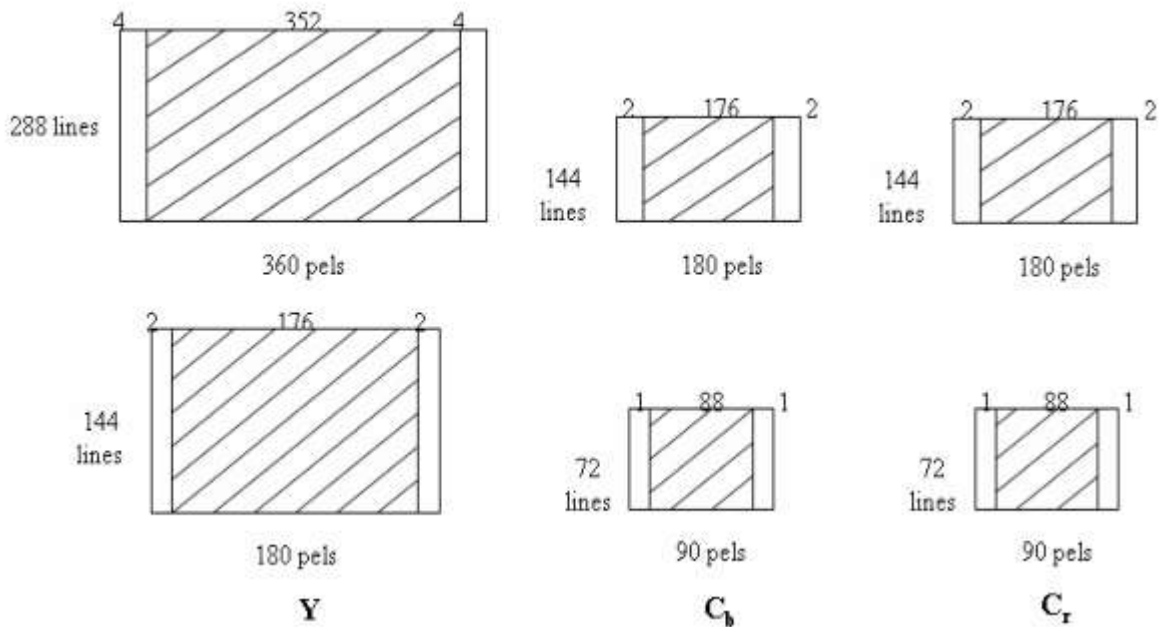 4 352 4
288 lines
360 pels
2 176 2
144
lines
180 pels
2 176 2
144
lines
180 pels
2 176 2
144
lines
180 pels
1 88 1
72
lines
90 pels
1 88 1
72
lines
90 pels
Y C_b C_r